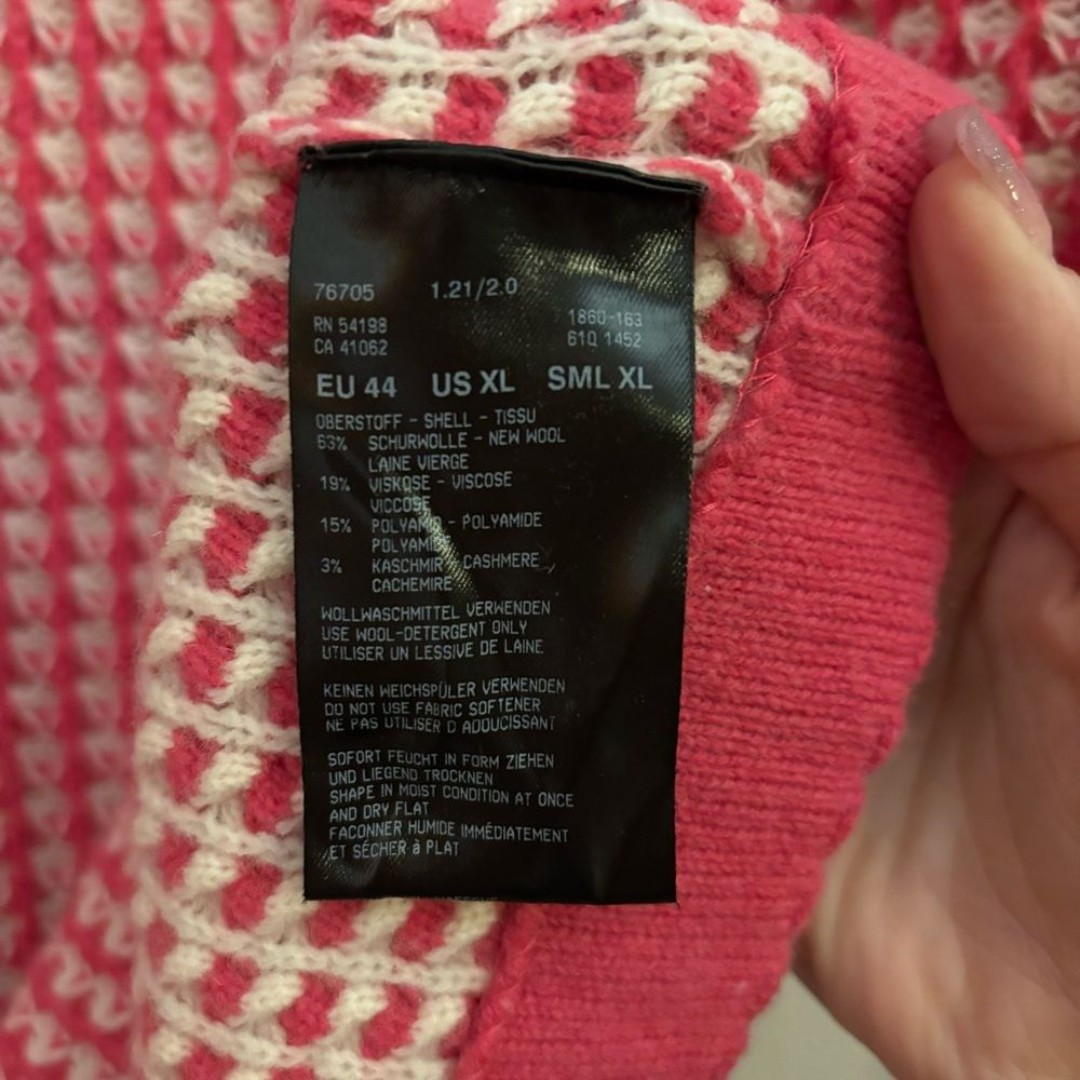 76705 1.21/2.0
RN 54198 1860-163
CA 41062 61Q 1452
EU 44 US XL SML XL
OBERSTOFF - SHELL - TISSU
63% SCHURWOLLE - NEW WOOL
LAINE VIERGE
19% VISKOSE - VISCOSE
VICCOSE
15% POLYAMID - POLYAMIDE
POLYAMIDE
3% KASCHMIR - CASHMERE
CACHEMIRE
WOLLWASCHMITTEL VERWENDEN
USE WOOL-DETERGENT ONLY
UTILISER UN LESSIVE DE LAINE
KEINEN WEICHSPÜLER VERWENDEN
DO NOT USE FABRIC SOFTENER
NE PAS UTILISER D ADOUCISSANT
SOFORT FEUCHT IN FORM ZIEHEN
UND LIEGEND TROCKNEN
SHAPE IN MOIST CONDITION AT ONCE
AND DRY FLAT
FACONNER HUMIDE IMMÉDIATEMENT
ET SÉCHER à PLAT